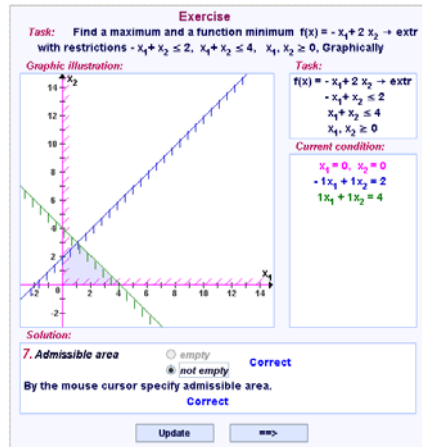 Exercise
Task: Find a maximum and a function minimum f(x) = - x₁+ 2 x₂ → extr
with restrictions - x₁+ x₂ ≤ 2, x₁+ x₂ ≤ 4, x₁, x₂ ≥ 0, Graphically
Graphic illustration:
x₂
14
12
10
8
6
4
2
0
-2
-2
2
4
6
8
10
12
14
x₁
Task:
f(x) = - x₁+ 2 x₂ → extr
- x₁+ x₂ ≤ 2
x₁+ x₂ ≤ 4
x₁, x₂ ≥ 0
Current condition:
x₁ = 0, x₂ = 0
- 1x₁ + 1x₂ = 2
1x₁ + 1x₂ = 4
Solution:
7. Admissible area
empty
not empty
Correct
By the mouse cursor specify admissible area.
Correct
Update
==>